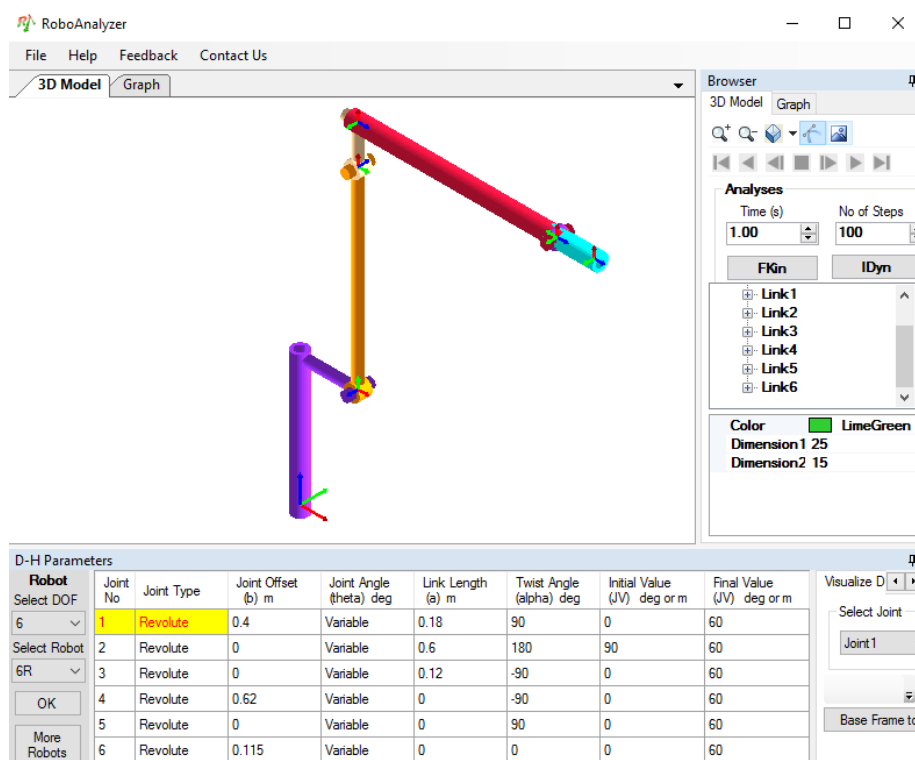 RoboAnalyzer
File Help Feedback Contact Us
3D Model Graph
Browser
3D Model Graph
Analyses
Time (s) No of Steps
1.00 100
FKin IDyn
Link1
Link2
Link3
Link4
Link5
Link6
Color LimeGreen
Dimension1 25
Dimension2 15
D-H Parameters
Robot
Select DOF
6
Select Robot
6R
OK
More
Robots
Joint No Joint Type Joint Offset (b) m Joint Angle (theta) deg Link Length (a) m Twist Angle (alpha) deg Initial Value (JV) deg or m Final Value (JV) deg or m
1 Revolute 0.4 Variable 0.18 90 0 60
2 Revolute 0 Variable 0.6 180 90 60
3 Revolute 0 Variable 0.12 -90 0 60
4 Revolute 0.62 Variable 0 -90 0 60
5 Revolute 0 Variable 0 90 0 60
6 Revolute 0.115 Variable 0 0 0 60
Visualize D
Select Joint
Joint1
Base Frame to